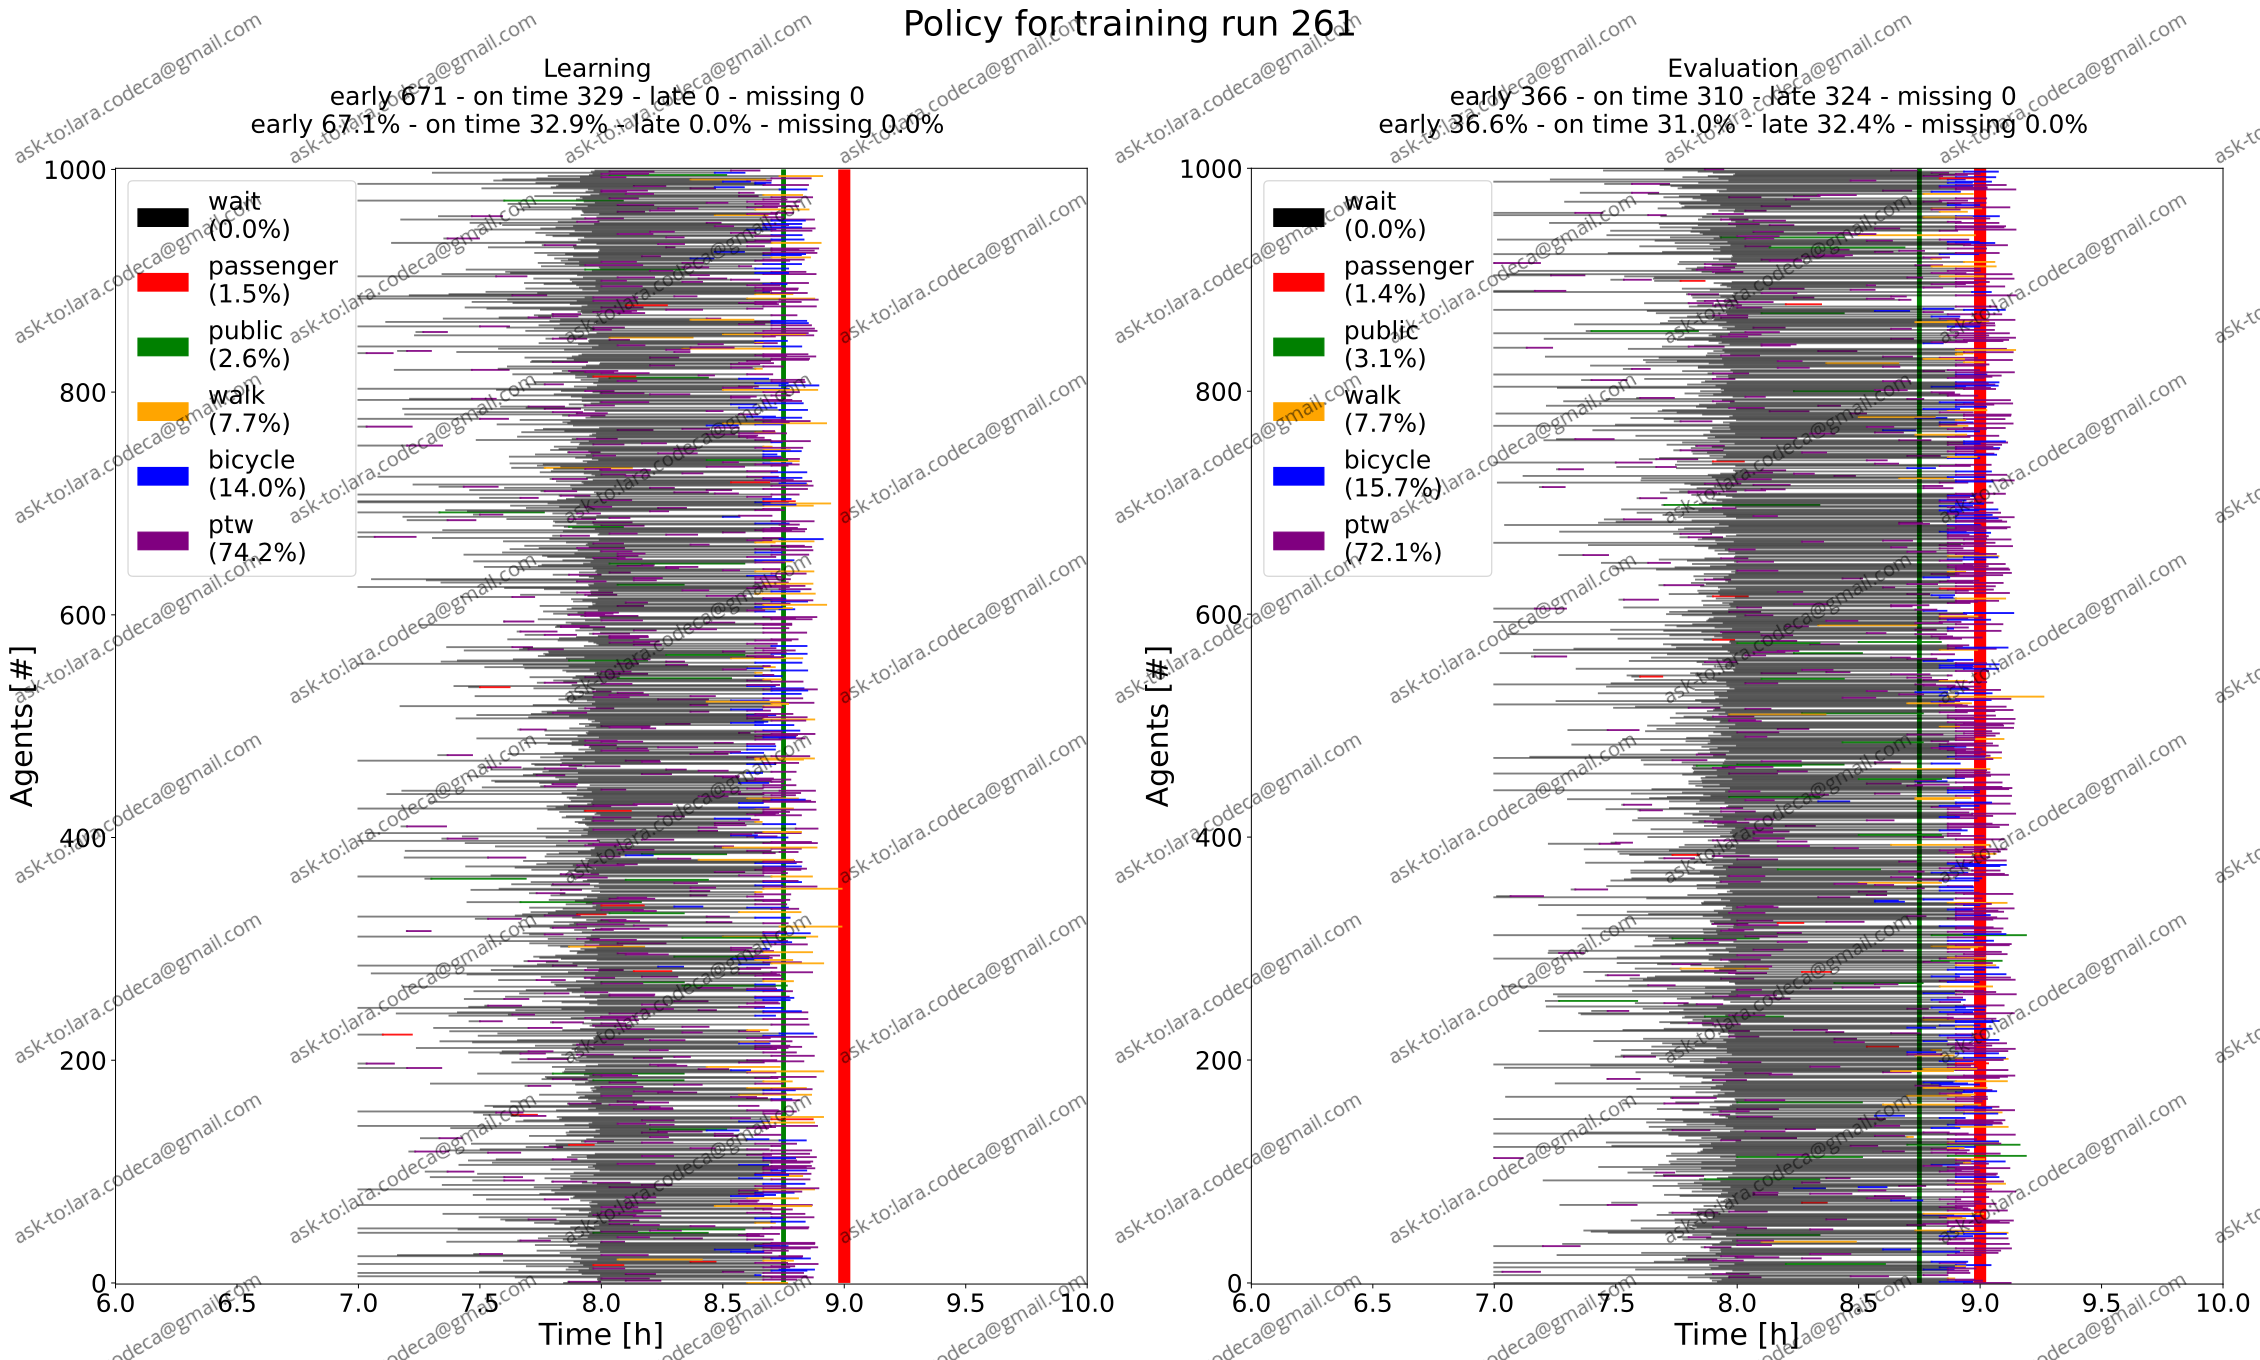 Policy for training run 261
Learning
early 671 - on time 329 - late 0 - missing 0
early 67.1% - on time 32.9% - late 0.0% - missing 0.0%
Evaluation
early 366 - on time 310 - late 324 - missing 0
early 36.6% - on time 31.0% - late 32.4% - missing 0.0%
wait
(0.0%)
passenger
(1.5%)
public
(2.6%)
walk
(7.7%)
bicycle
(14.0%)
ptw
(74.2%)
Agents [#]
1000
800
600
400
200
0
6.0 6.5 7.0 7.5 8.0 8.5 9.0 9.5 10.0
Time [h]
wait
(0.0%)
passenger
(1.4%)
public
(3.1%)
walk
(7.7%)
bicycle
(15.7%)
ptw
(72.1%)
Agents [#]
1000
800
600
400
200
0
6.0 6.5 7.0 7.5 8.0 8.5 9.0 9.5 10.0
Time [h]
ask-to:lara.codeca@gmail.com